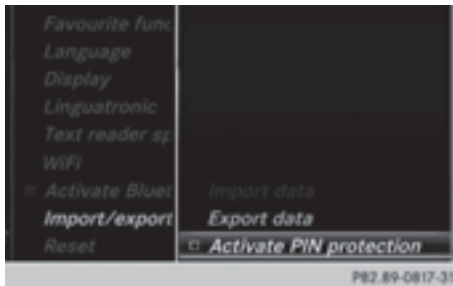 Favourite func
Language
Display
Linguatronic
Text reader sp
WiFi
Activate Bluet
Import/export
Reset
Import data
Export data
Activate PIN protection
P82.89-0817-31